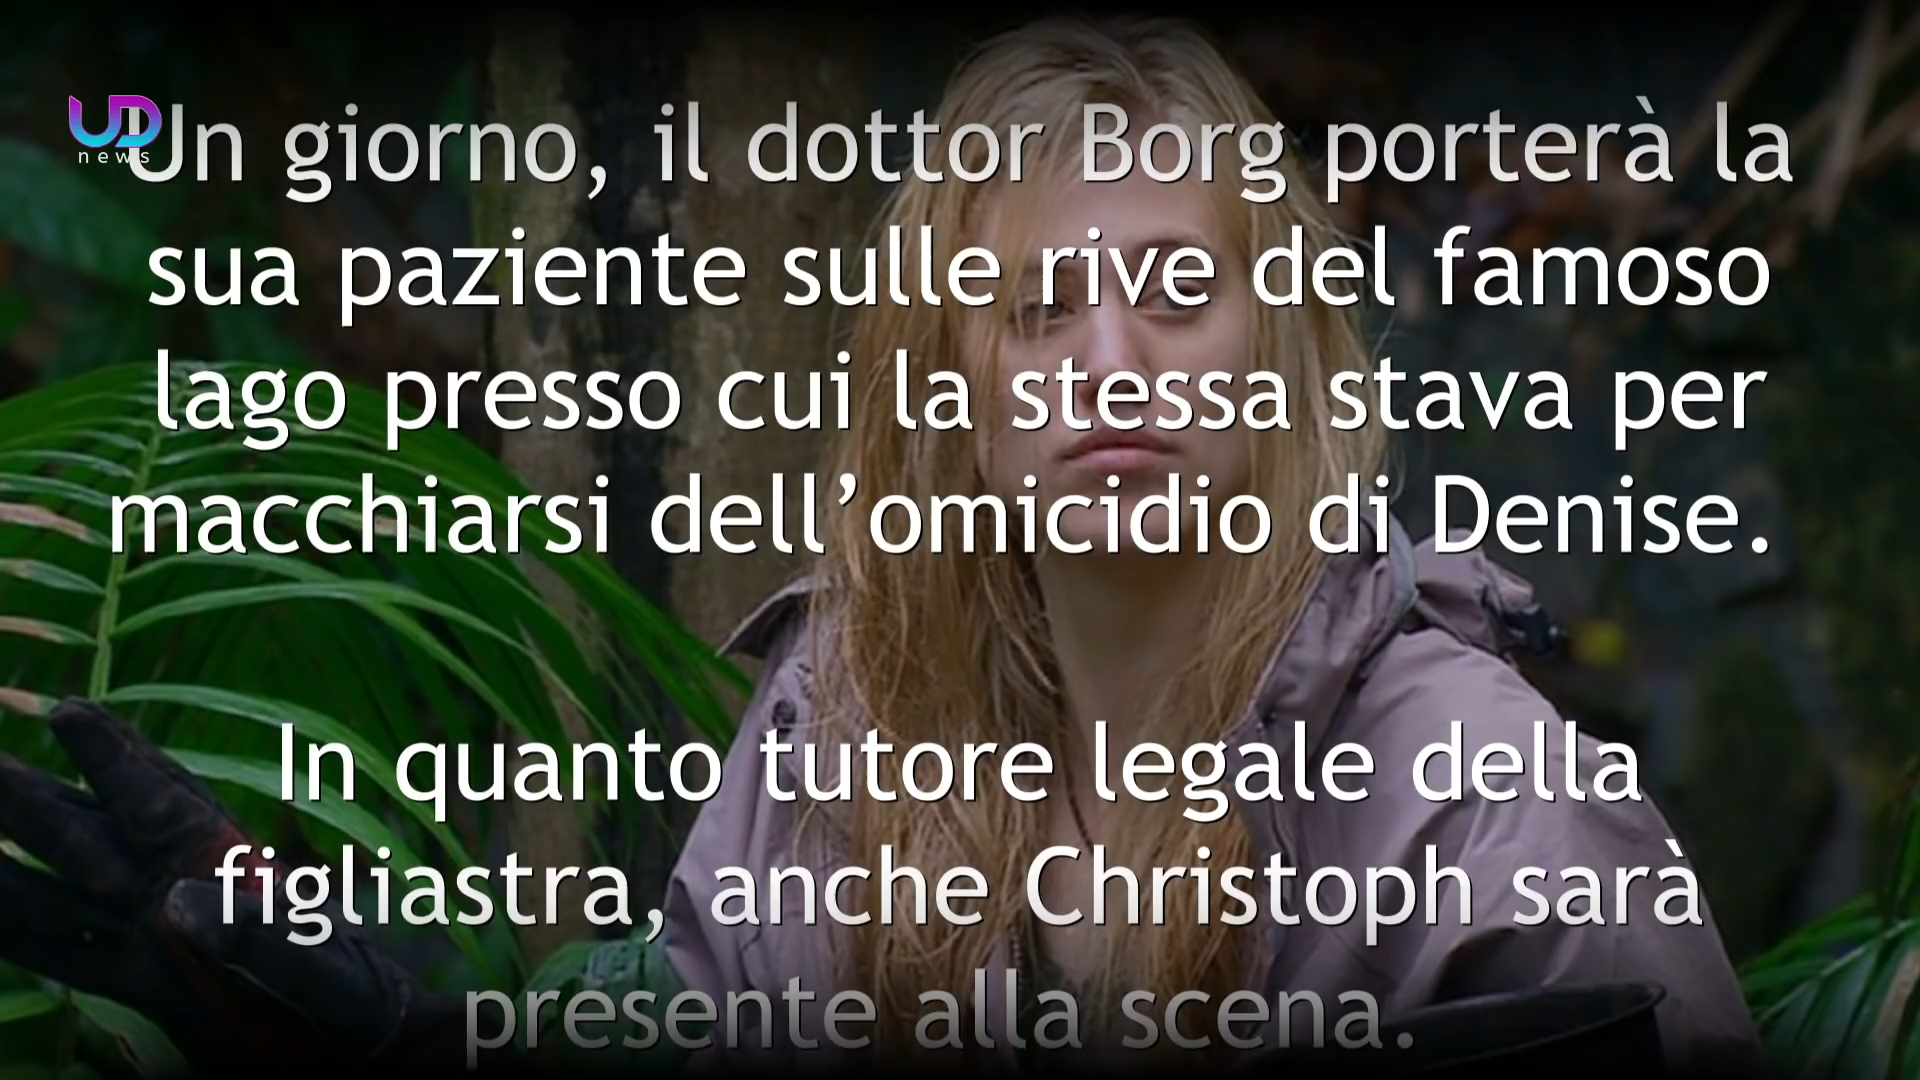 UD
news
Un giorno, il dottor Borg porterà la
sua paziente sulle rive del famoso
lago presso cui la stessa stava per
macchiarsi dell’omicidio di Denise.
In quanto tutore legale della
figliastra, anche Christoph sarà
presente alla scena.